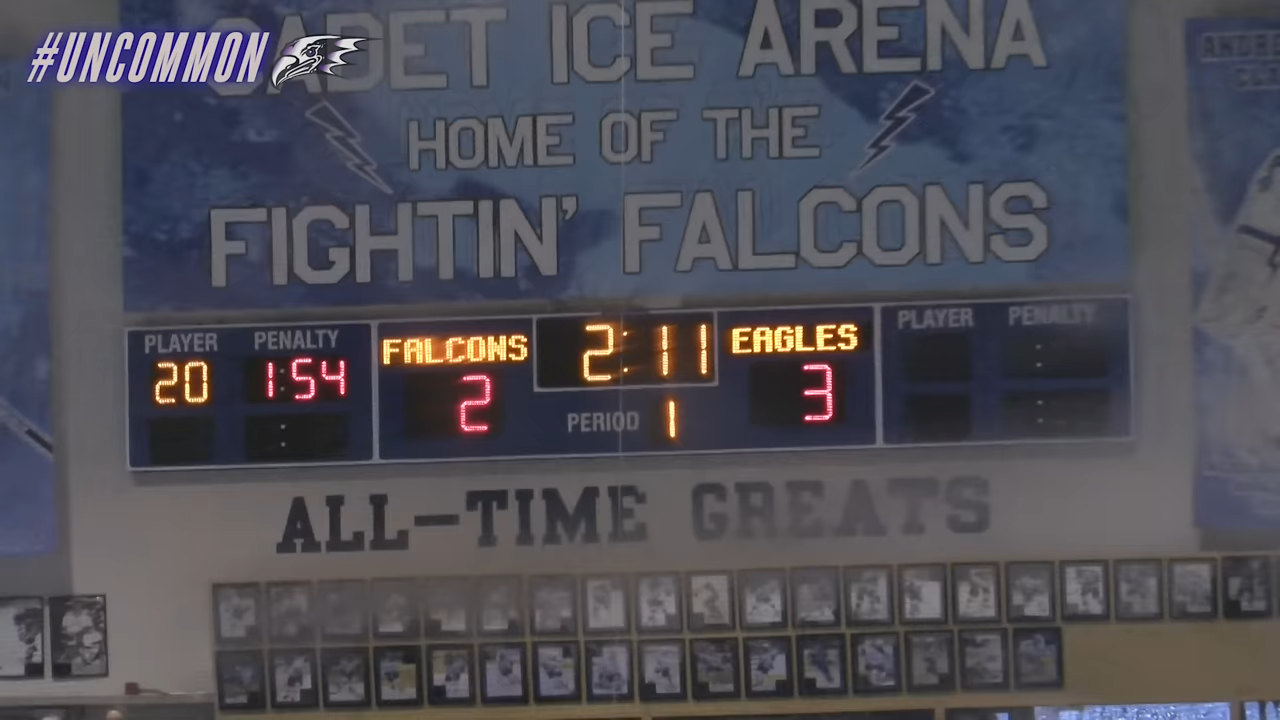 #UNCOMMON
CADET ICE ARENA
HOME OF THE
FIGHTIN' FALCONS
PLAYER PENALTY
20 1:54
:
FALCONS
2
2:11
PERIOD 1
EAGLES
3
PLAYER PENALTY
:
:
ALL-TIME GREATS